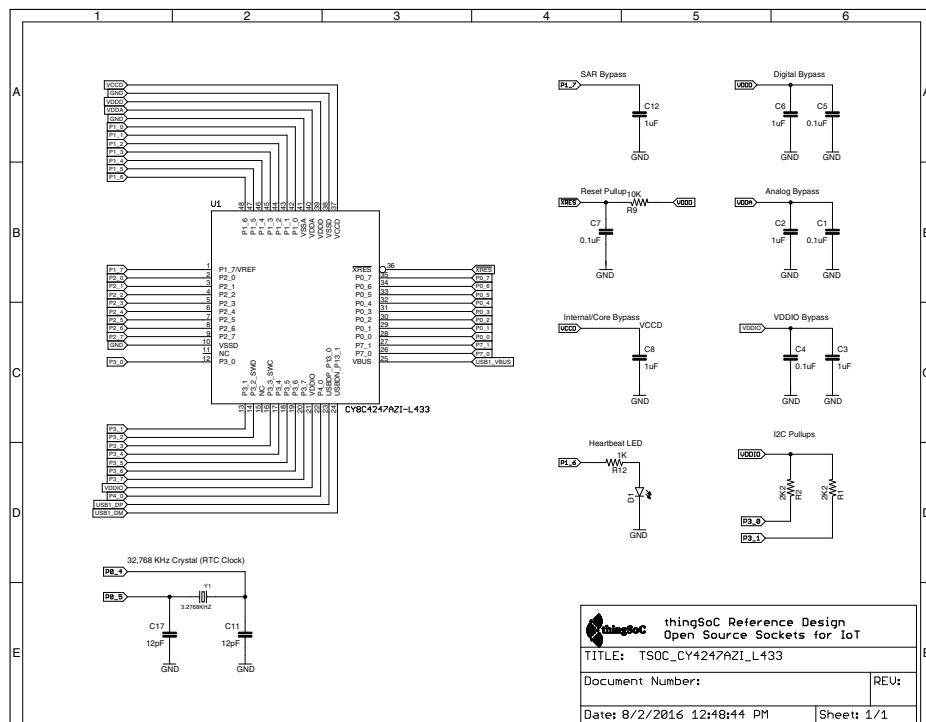 1 2 3 4 5 6
A
B
C
D
E
A
B
C
D
E
VCCD
GND
VDDD
VDDA
GND
P1_0
P1_1
P1_2
P1_3
P1_4
P1_5
P1_6
U1
48 47 46 45 44 43 42 41 40 39 38 37
P1_6
P1_5
P1_4
P1_3
P1_2
P1_1
P1_0
VSSA
VDDA
VDDD
VSSD
VCCD
P1_7 1 P1_7/VREF
P2_0 2 P2_0
P2_1 3 P2_1
P2_2 4 P2_2
P2_3 5 P2_3
P2_4 6 P2_4
P2_5 7 P2_5
P2_6 8 P2_6
P2_7 9 P2_7
GND 10 VSSD
11 NC
P3_0 12 P3_0
XRES 36 XRES
P0_7 35 P0_7
P0_6 34 P0_6
P0_5 33 P0_5
P0_4 32 P0_4
P0_3 31 P0_3
P0_2 30 P0_2
P0_1 29 P0_1
P0_0 28 P0_0
P7_1 27 P7_1
P7_0 26 P7_0
VBUS 25 USB1_VBUS
P3_1
P3_2_SWD
NC
P3_3_SWC
P3_4
P3_5
P3_6
P3_7
VDDIO
P4_0
USBDP_P13_0
USBDN_P13_1
13 14 15 16 17 18 19 20 21 22 23 24
CY8C4247AZI-L433
P3_1
P3_2
P3_3
P3_4
P3_5
P3_6
P3_7
VDDIO
P4_0
USB1_DP
USB1_DM
32,768 KHz Crystal (RTC Clock)
P0_4
P0_5
Y1
3.2768KHZ
C17
12pF
GND
C11
12pF
GND
SAR Bypass
P1_7
C12
1uF
GND
Digital Bypass
VDDD
C6
1uF
GND
C5
0.1uF
GND
Reset Pullup
XRES
10K
R9
VDDD
C7
0.1uF
GND
Analog Bypass
VDDA
C2
1uF
GND
C1
0.1uF
GND
Internal/Core Bypass
VCCD
VCCD
C8
1uF
GND
VDDIO Bypass
VDDIO
C4
0.1uF
GND
C3
1uF
GND
Heartbeat LED
P1_6
1K
R12
D1
GND
I2C Pullups
VDDIO
2K2
R2
2K2
R1
P3_0
P3_1
thingSoC
thingSoC Reference Design
Open Source Sockets for IoT
TITLE: TSOC_CY4247AZI_L433
Document Number:
REV:
Date: 8/2/2016 12:48:44 PM
Sheet: 1/1